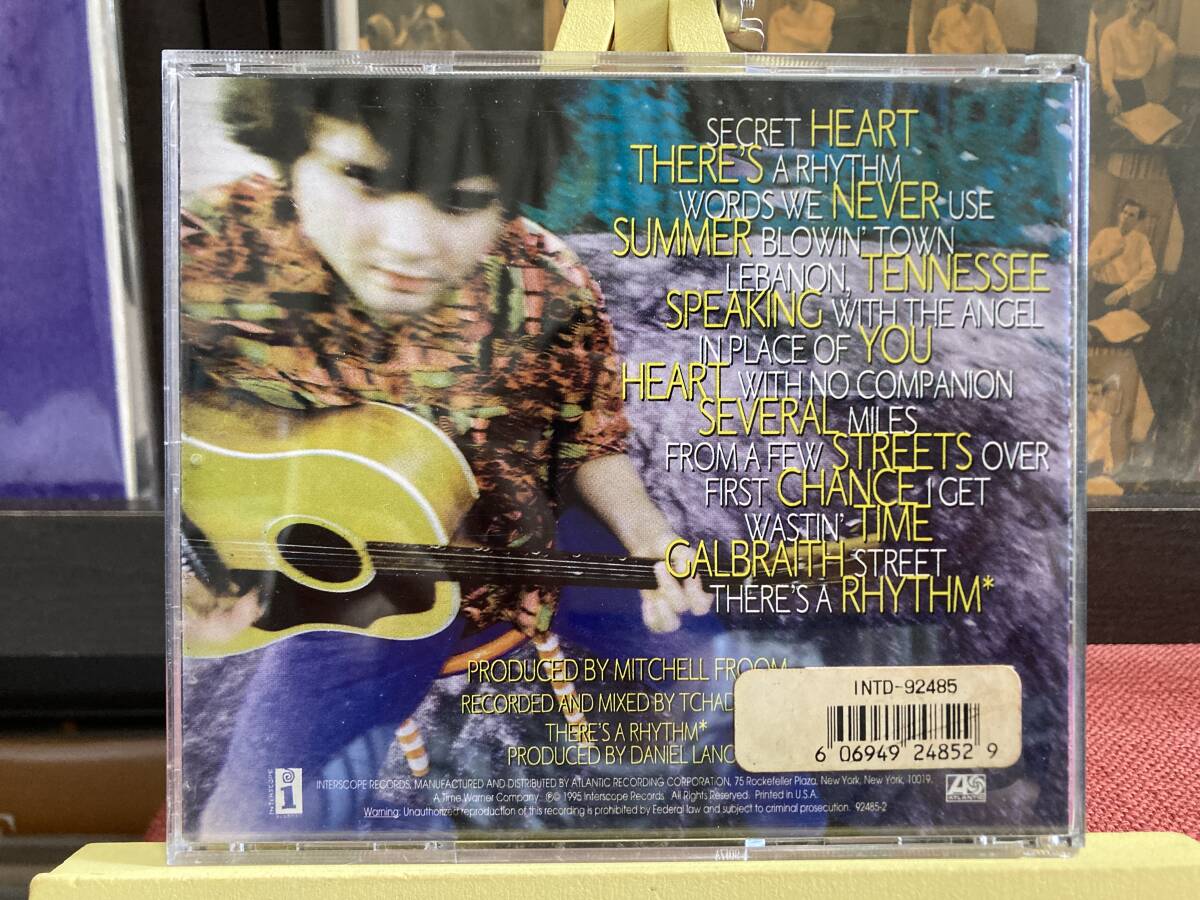 SECRET HEART
THERE'S A RHYTHM
WORDS WE NEVER USE
SUMMER BLOWIN' TOWN
LEBANON, TENNESSEE
SPEAKING WITH THE ANGEL
IN PLACE OF YOU
HEART WITH NO COMPANION
SEVERAL MILES
FROM A FEW STREETS OVER
FIRST CHANCE I GET
WASTIN' TIME
GALBRAITH STREET
THERE'S A RHYTHM*
PRODUCED BY MITCHELL FROOM
RECORDED AND MIXED BY TCHAD
THERE'S A RHYTHM*
PRODUCED BY DANIEL LANO
INTD-92485
6 06949 24852 9
INTERSCOPE
i
RECORDS
INTERSCOPE RECORDS, MANUFACTURED AND DISTRIBUTED BY ATLANTIC RECORDING CORPORATION, 75 Rockefeller Plaza, New York, New York, 10019.
A Time Warner Company. ℗© 1995 Interscope Records. All Rights Reserved. Printed in U.S.A.
Warning: Unauthorized reproduction of this recording is prohibited by Federal law and subject to criminal prosecution. 92485-2
ATLANTIC